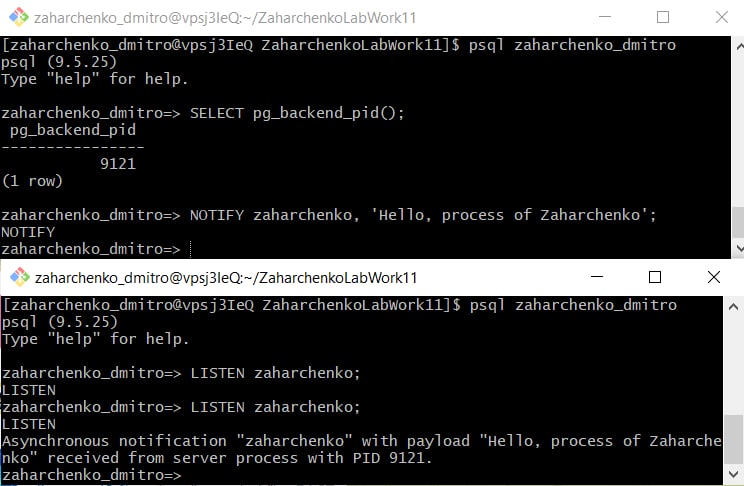 zaharchenko_dmitro@vpsj3IeQ:~/ZaharchenkoLabWork11
[zaharchenko_dmitro@vpsj3IeQ ZaharchenkoLabWork11]$ psql zaharchenko_dmitro
psql (9.5.25)
Type "help" for help.
zaharchenko_dmitro=> SELECT pg_backend_pid();
pg_backend_pid
----------------
9121
(1 row)
zaharchenko_dmitro=> NOTIFY zaharchenko, 'Hello, process of Zaharchenko';
NOTIFY
zaharchenko_dmitro=>
zaharchenko_dmitro@vpsj3IeQ:~/ZaharchenkoLabWork11
[zaharchenko_dmitro@vpsj3IeQ ZaharchenkoLabWork11]$ psql zaharchenko_dmitro
psql (9.5.25)
Type "help" for help.
zaharchenko_dmitro=> LISTEN zaharchenko;
LISTEN
zaharchenko_dmitro=> LISTEN zaharchenko;
LISTEN
Asynchronous notification "zaharchenko" with payload "Hello, process of Zaharche
nko" received from server process with PID 9121.
zaharchenko_dmitro=>